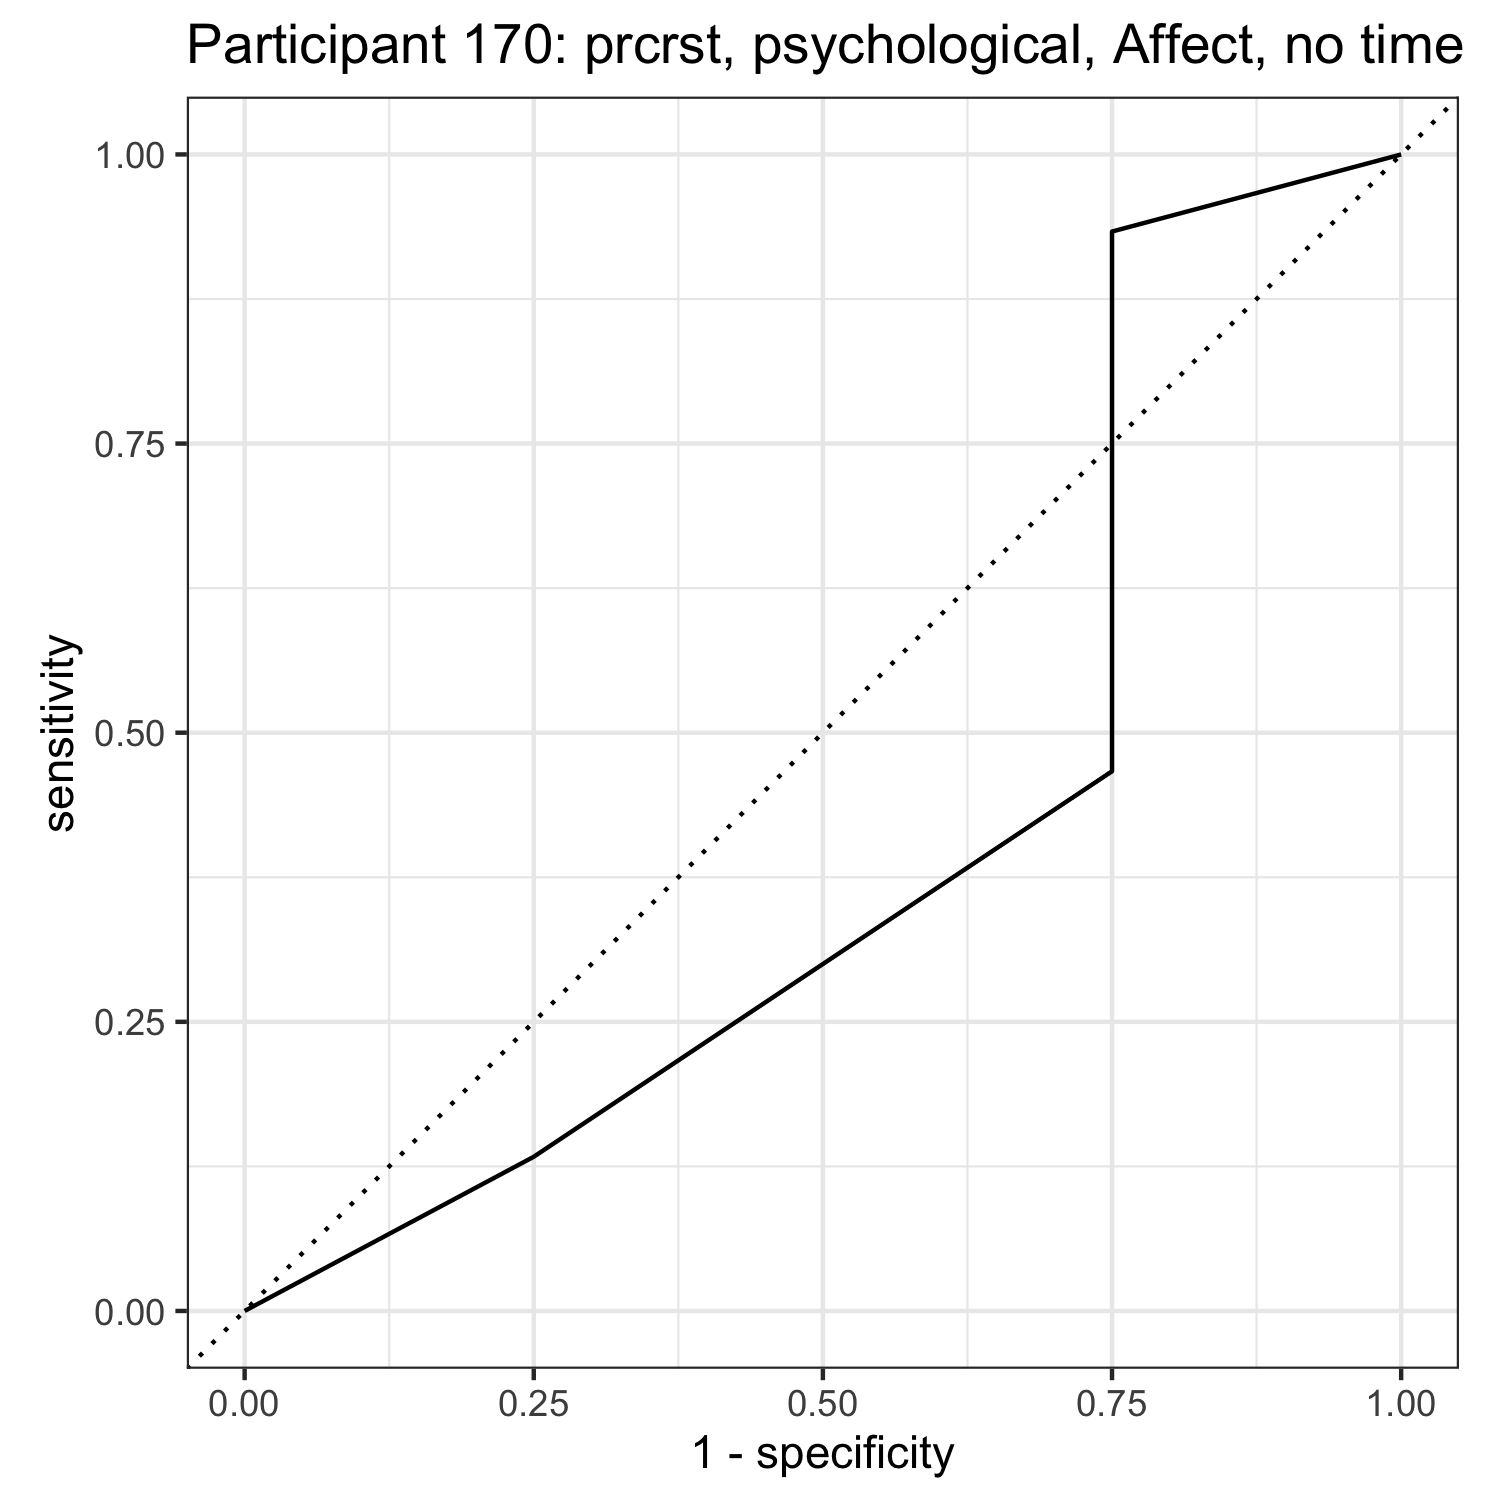 Participant 170: prcrst, psychological, Affect, no time
1.00
0.75
0.50
0.25
0.00
sensitivity
0.00 0.25 0.50 0.75 1.00
1 - specificity